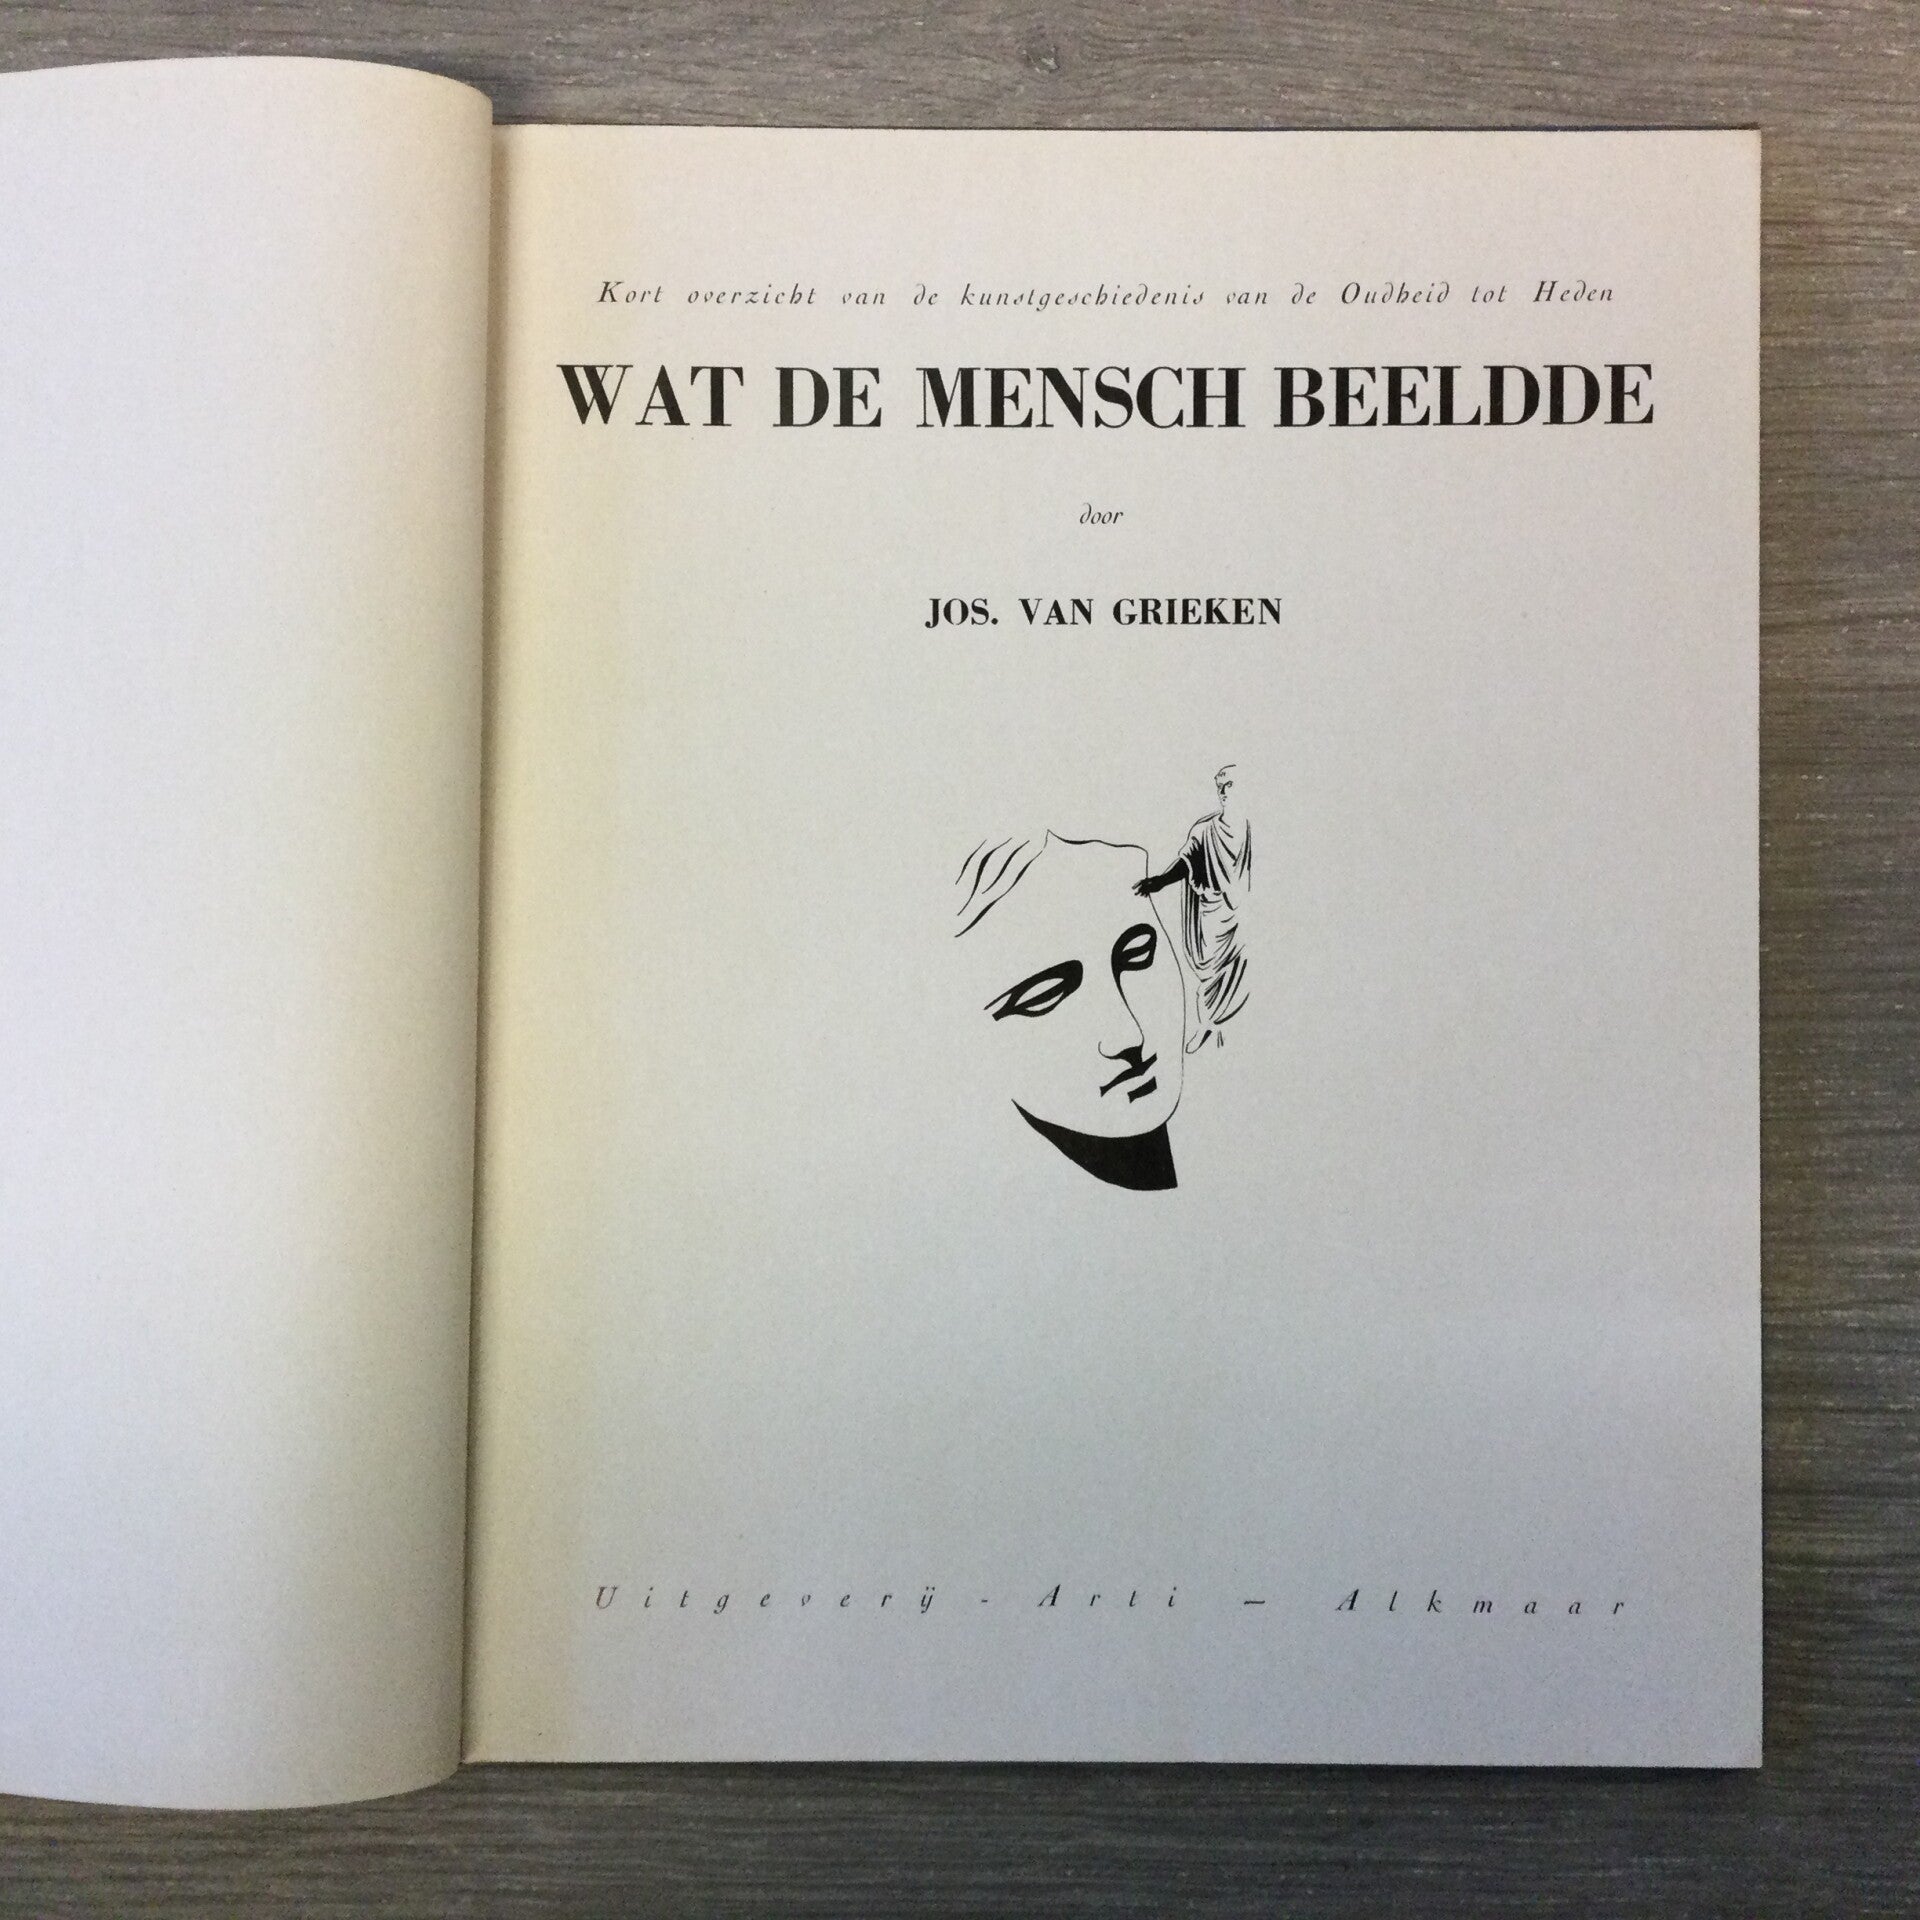 Kort overzicht van de kunstgeschiedenis van de Oudheid tot Heden
WAT DE MENSCH BEELDDE
door
JOS. VAN GRIEKEN
Uitgeverij - Arti — Alkmaar